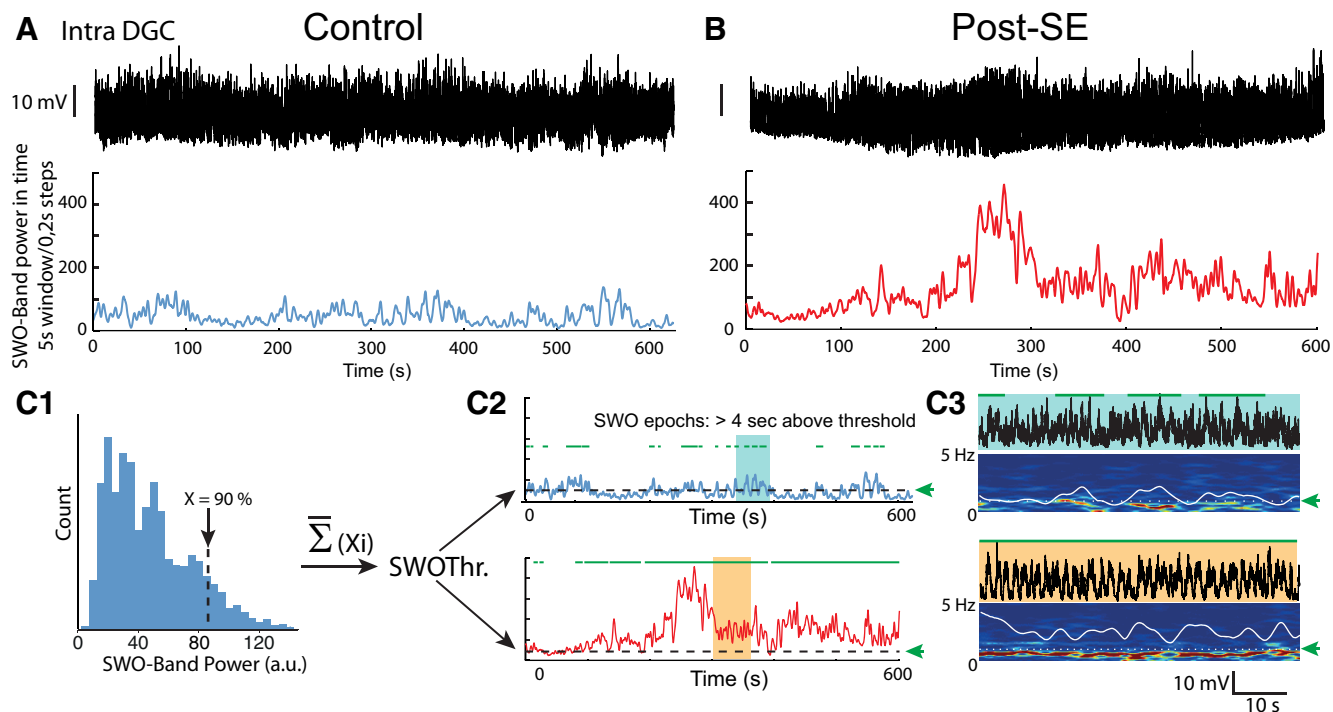 A Intra DGC Control
10 mV
SWO-Band power in time
5s window/0,2s steps
400
200
0
0 100 200 300 400 500 600
Time (s)
B Post-SE
400
200
0
0 100 200 300 400 500 600
Time (s)
C1
Count
X = 90 %
0 40 80 120
SWO-Band Power (a.u.)
Σ (Xi)
SWOThr.
C2
SWO epochs: > 4 sec above threshold
0 600
Time (s)
0 600
Time (s)
C3
5 Hz
0
5 Hz
0
10 mV
10 s